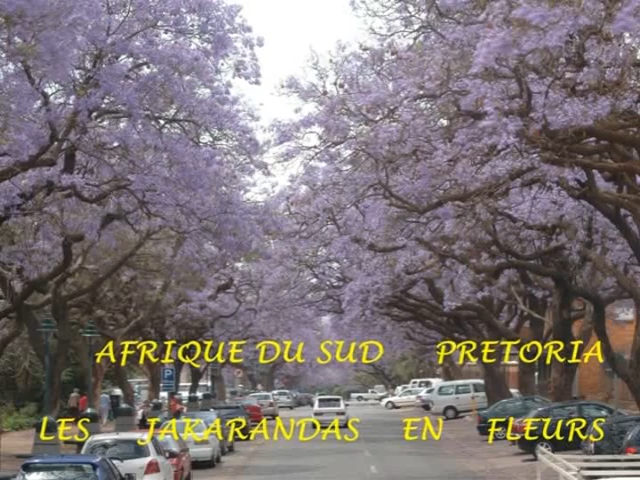 AFRIQUE DU SUD PRETORIA
LES JAKARANDAS EN FLEURS
P